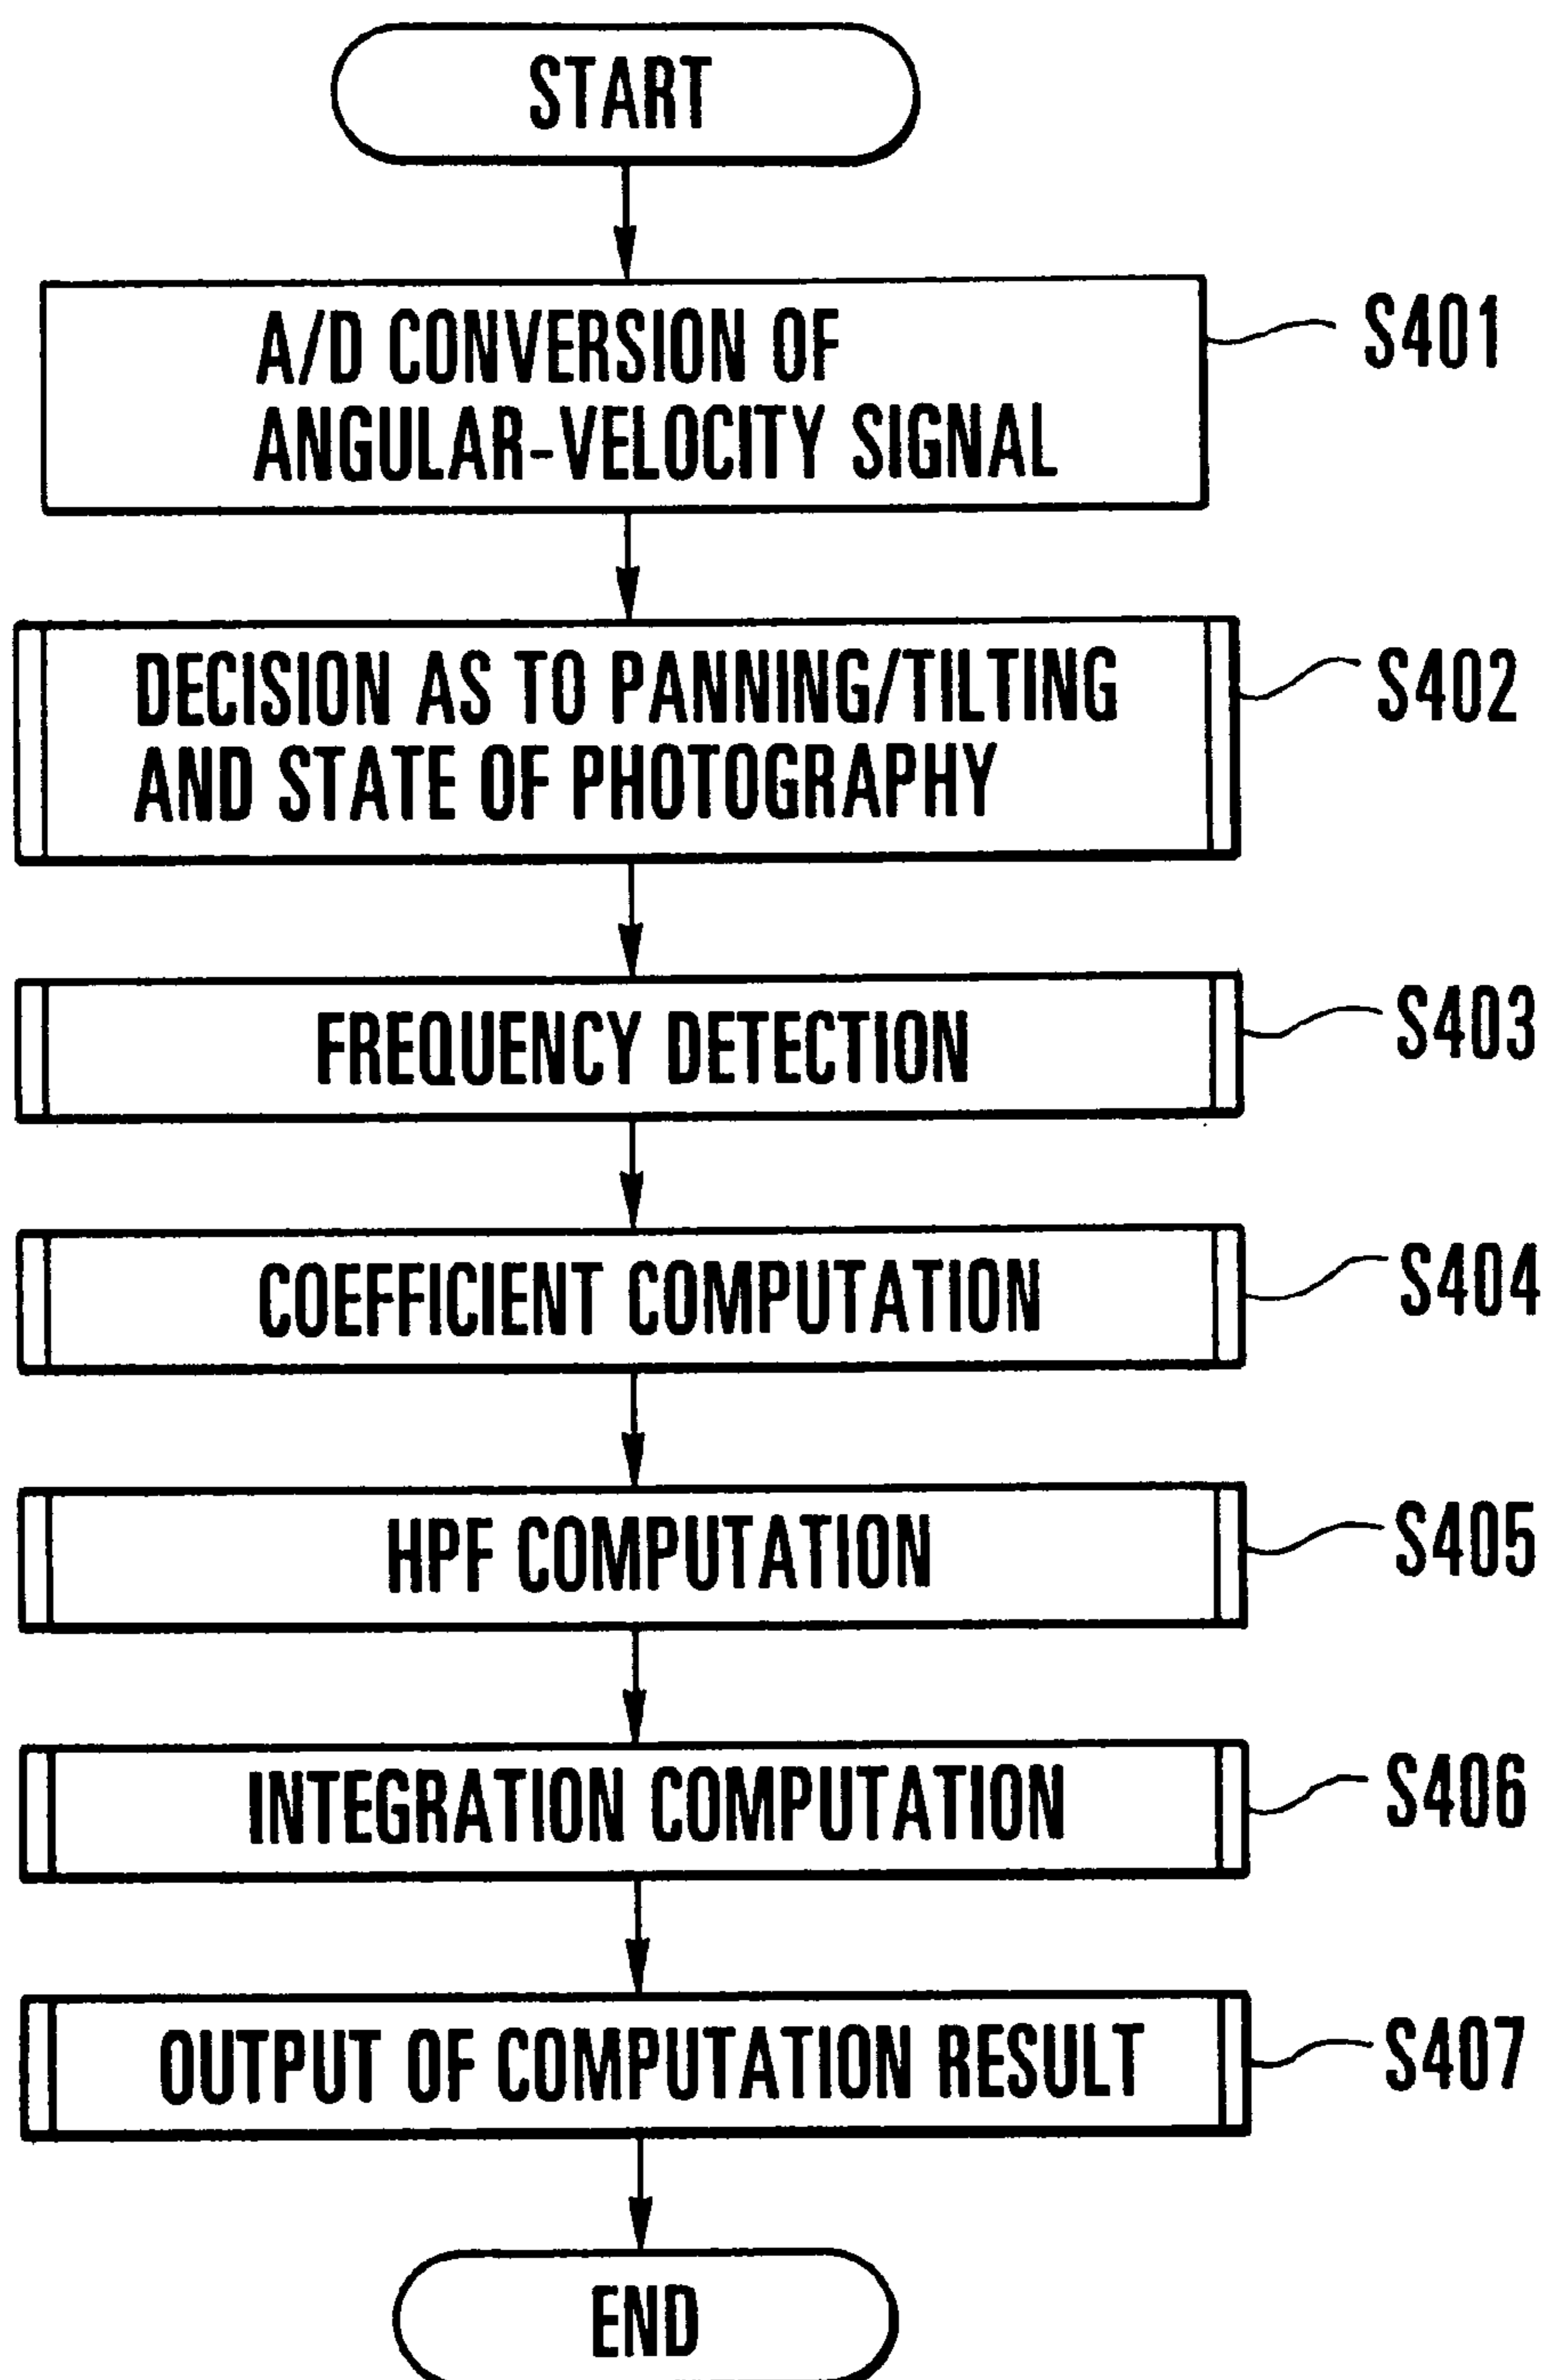 START
A/D CONVERSION OF
ANGULAR-VELOCITY SIGNAL
S401
DECISION AS TO PANNING/TILTING
AND STATE OF PHOTOGRAPHY
S402
FREQUENCY DETECTION
S403
COEFFICIENT COMPUTATION
S404
HPF COMPUTATION
S405
INTEGRATION COMPUTATION
S406
OUTPUT OF COMPUTATION RESULT
S407
END